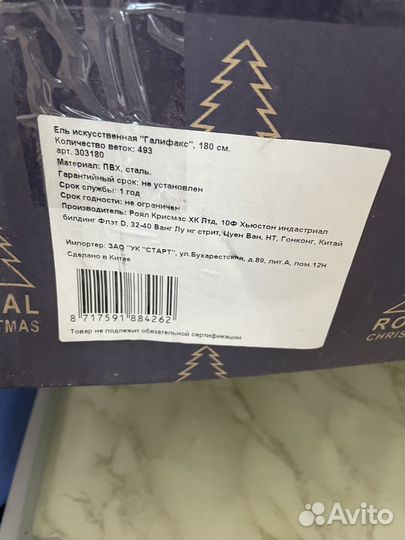 Ель искусственная "Галифакс", 180 см.
Количество веток: 493
арт. 303180
Материал: ПВХ, сталь.
Гарантийный срок: не установлен
Срок службы: 1 год
Срок годности: не ограничен
Производитель: Роял Крисмас ХК Лтд, 10Ф Хьюстон индастриал
билдинг Флэт D, 32-40 Ванг Лу нг стрит, Цуен Ван, НТ, Гонконг, Китай
Импортер: ЗАО "УК "СТАРТ", ул.Бухарестская, д.89, лит.А, пом.12Н
Сделано в Китае
8 717591 884262
Товар не подлежит обязательной сертификации
AL
TMAS
RO
CHRIS
Avito